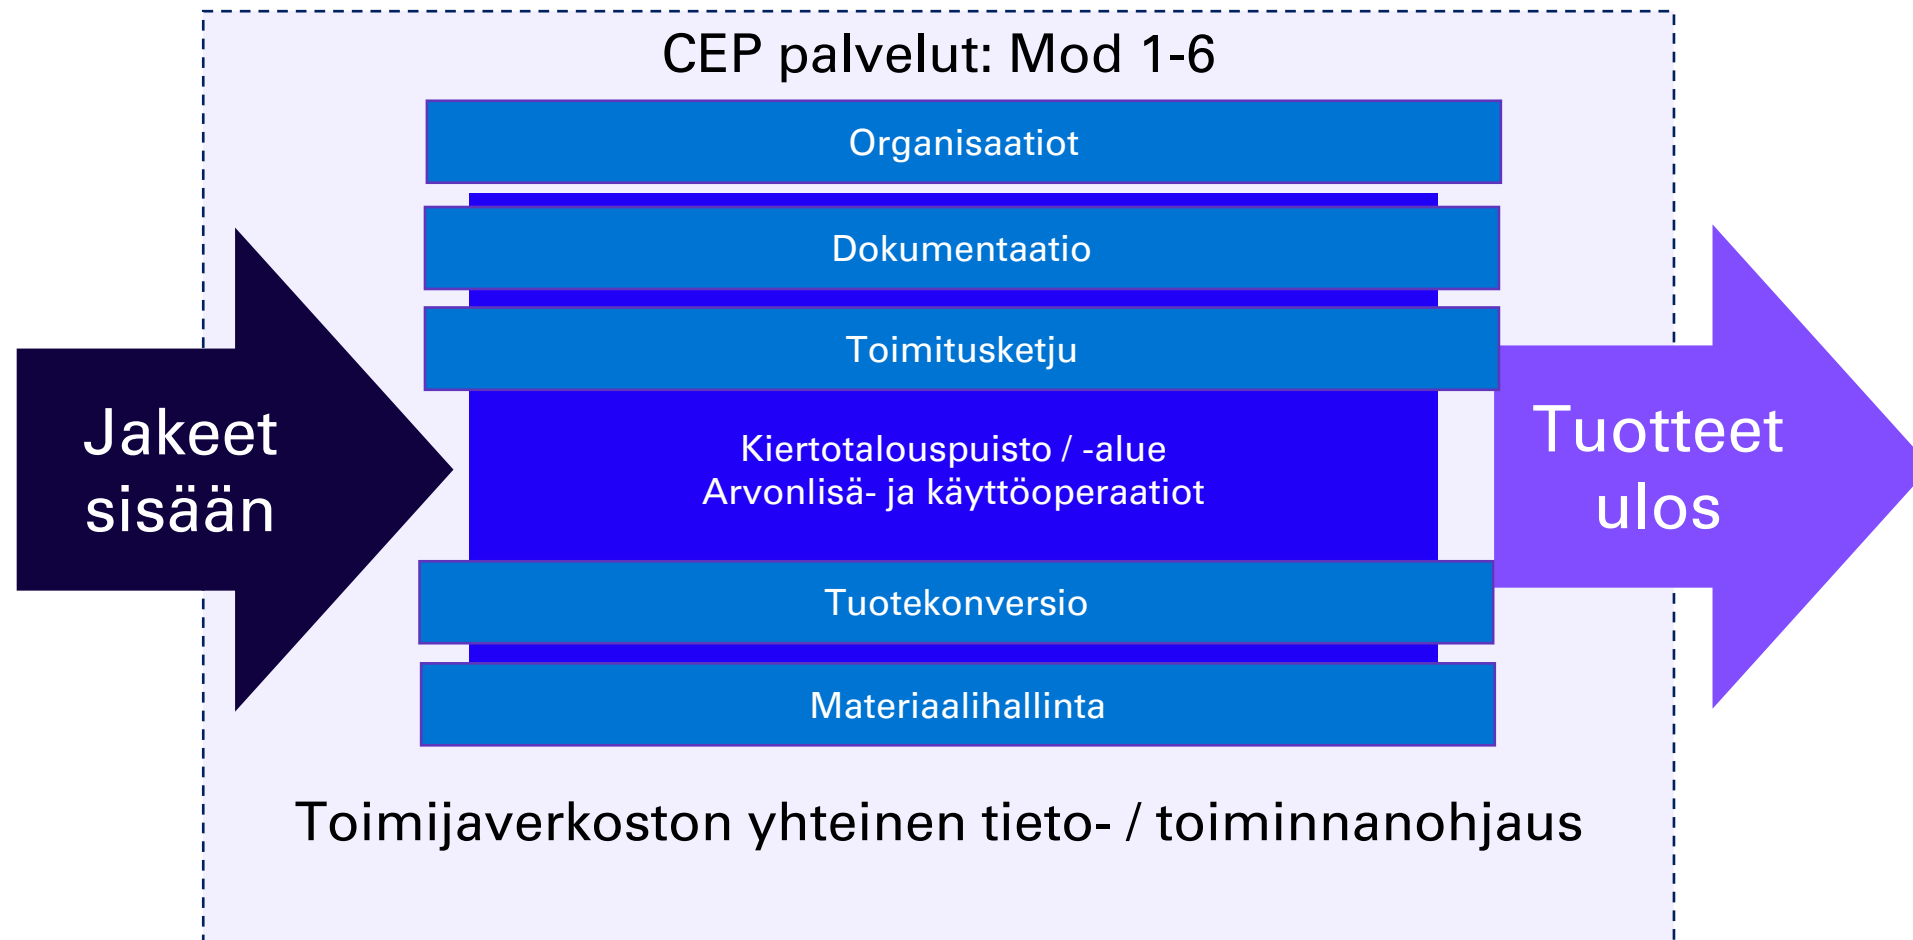 CEP palvelut: Mod 1-6
Organisaatiot
Dokumentaatio
Toimitusketju
Jakeet
sisään
Kiertotalouspuisto / -alue
Arvonlisä- ja käyttöoperaatiot
Tuotteet
ulos
Tuotekonversio
Materiaalihallinta
Toimijaverkoston yhteinen tieto- / toiminnanohjaus